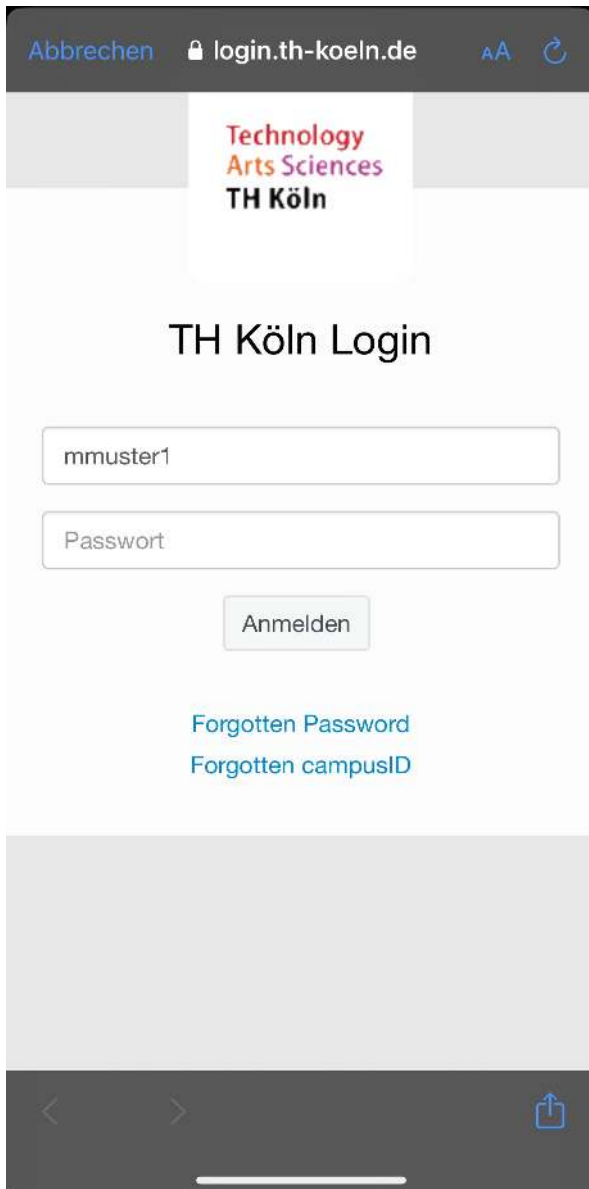 Abbrechen login.th-koeln.de AA
Technology
Arts Sciences
TH Köln
TH Köln Login
mmuster1
Passwort
Anmelden
Forgotten Password
Forgotten campusID